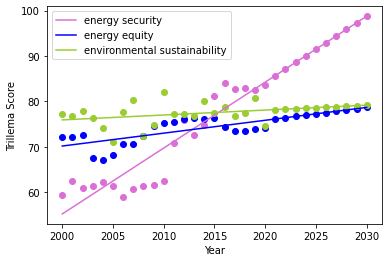 energy security
energy equity
environmental sustainability
Trillema Score
100
90
80
70
60
2000 2005 2010 2015 2020 2025 2030
Year